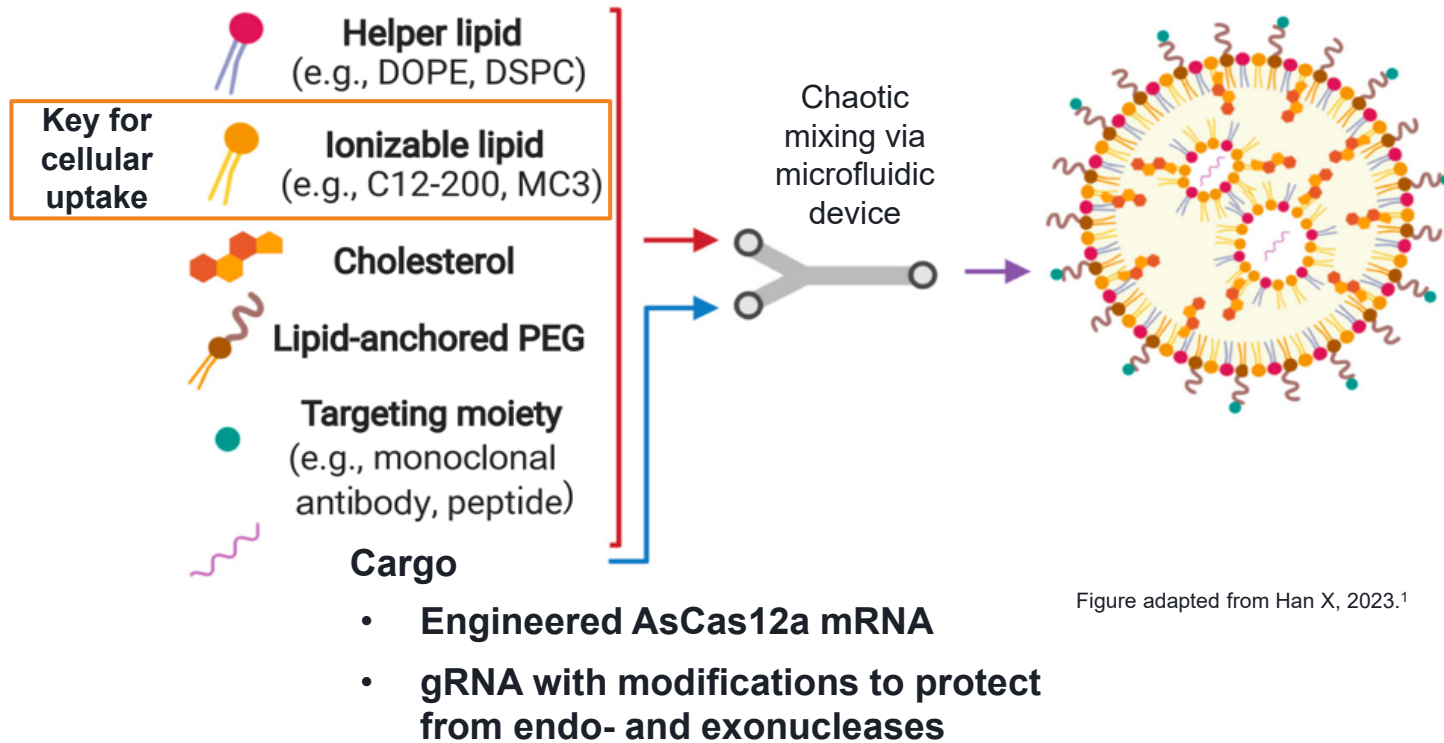 Helper lipid
(e.g., DOPE, DSPC)
Key for
cellular
uptake
Ionizable lipid
(e.g., C12-200, MC3)
Cholesterol
Lipid-anchored PEG
Targeting moiety
(e.g., monoclonal
antibody, peptide)
Cargo
• Engineered AsCas12a mRNA
• gRNA with modifications to protect
from endo- and exonucleases
Chaotic
mixing via
microfluidic
device
Figure adapted from Han X, 2023.¹